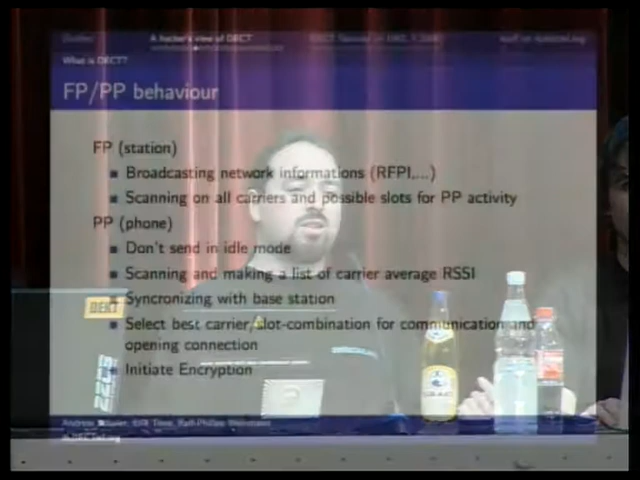 A hacker's view of DECT
What is DECT?
FP/PP behaviour
FP (station)
Broadcasting network informations (RFPI,...)
Scanning on all carriers and possible slots for PP activity
PP (phone)
Don't send in idle mode
Scanning and making a list of carrier average RSSI
Syncronizing with base station
Select best carrier/slot-combination for communication and
opening connection
Initiate Encryption